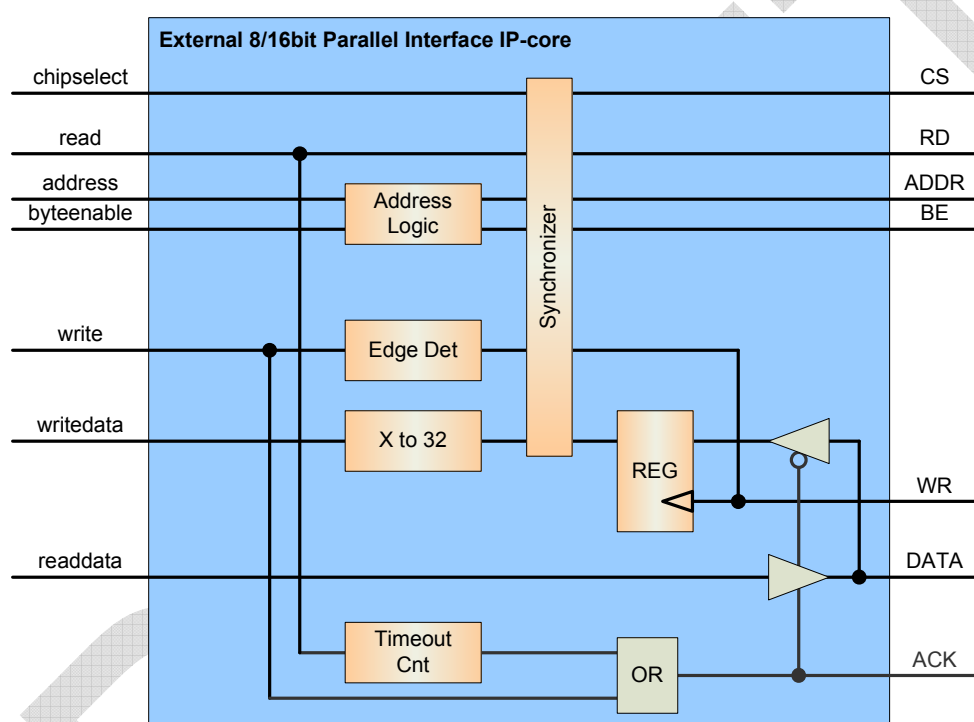 External 8/16bit Parallel Interface IP-core
chipselect
CS
read
RD
address
ADDR
byteenable
BE
Address
Logic
Synchronizer
write
Edge Det
writedata
X to 32
REG
WR
readdata
DATA
Timeout
Cnt
OR
ACK